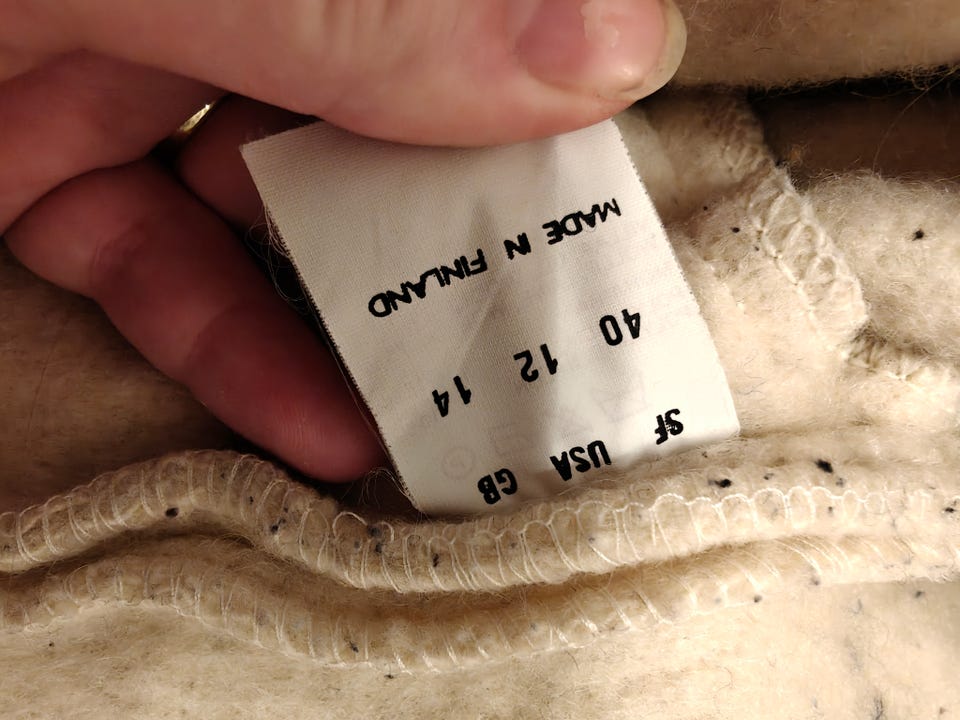 SF USA GB
40 12 14
MADE IN FINLAND